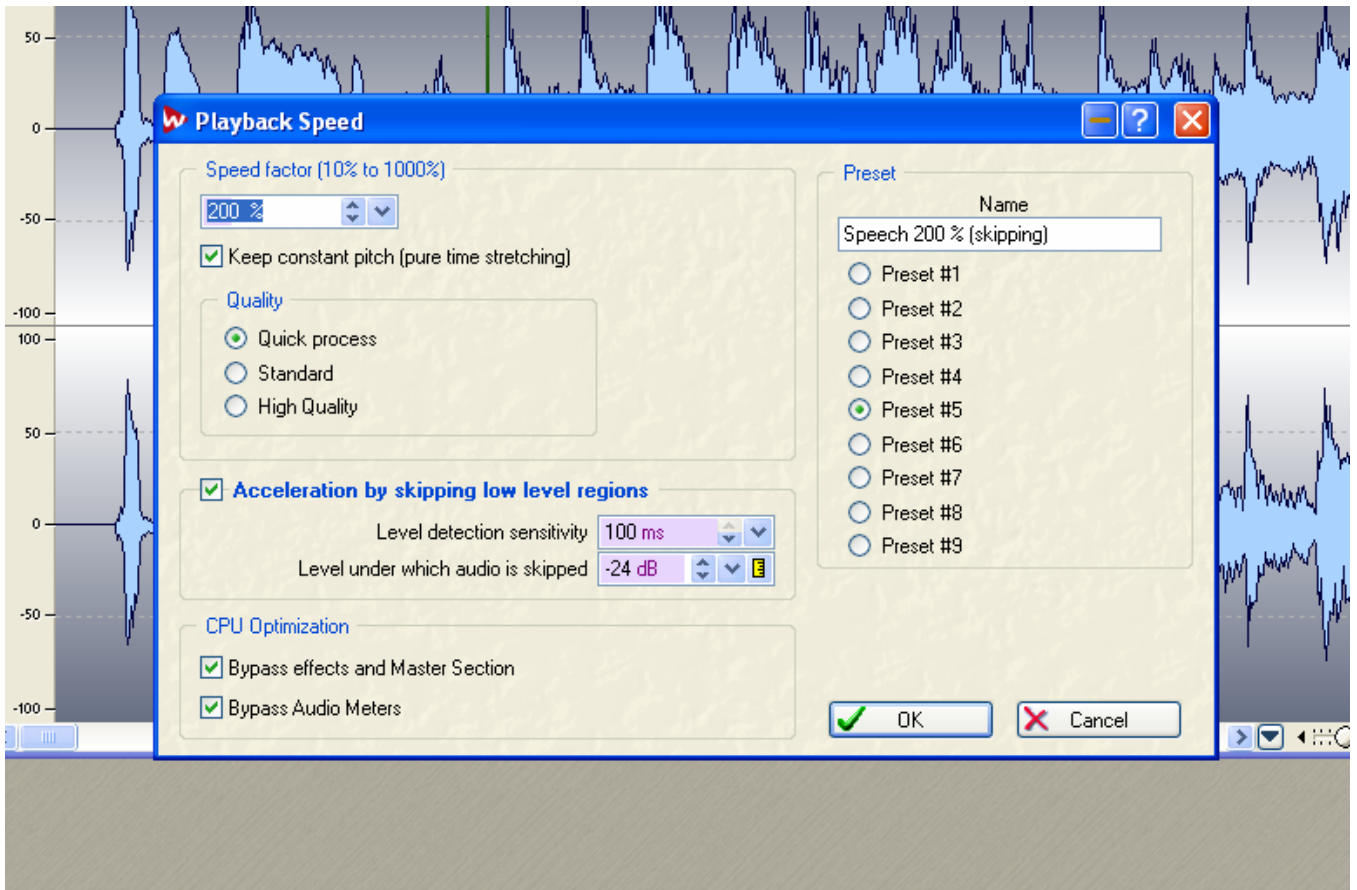 50
0
-50
-100
100
50
0
-50
-100
Playback Speed
Speed factor (10% to 1000%)
200 %
Keep constant pitch (pure time stretching)
Quality
Quick process
Standard
High Quality
Acceleration by skipping low level regions
Level detection sensitivity 100 ms
Level under which audio is skipped -24 dB
CPU Optimization
Bypass effects and Master Section
Bypass Audio Meters
Preset
Name
Speech 200 % (skipping)
Preset #1
Preset #2
Preset #3
Preset #4
Preset #5
Preset #6
Preset #7
Preset #8
Preset #9
OK Cancel